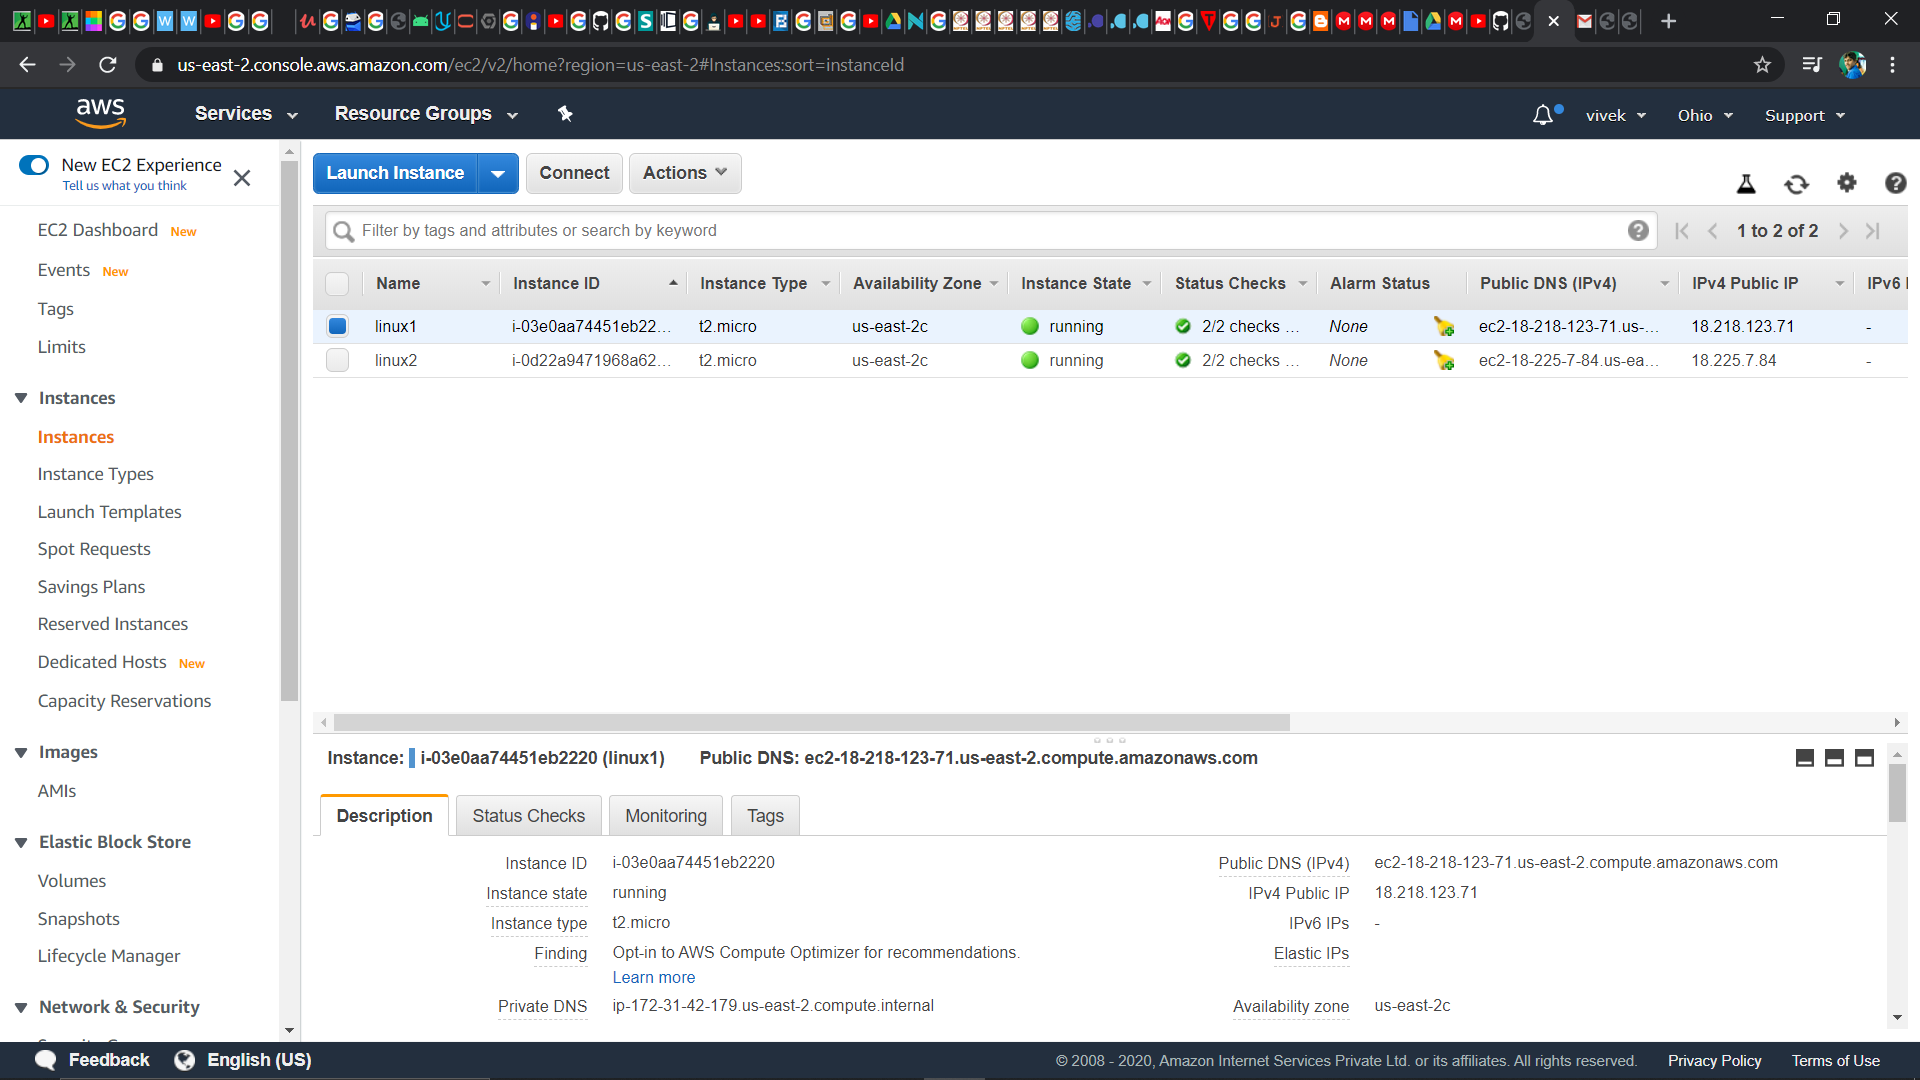 us-east-2.console.aws.amazon.com/ec2/v2/home?region=us-east-2#Instances:sort=instanceId
aws Services Resource Groups vivek Ohio Support
New EC2 Experience
Tell us what you think
EC2 Dashboard New
Events New
Tags
Limits
Instances
Instances
Instance Types
Launch Templates
Spot Requests
Savings Plans
Reserved Instances
Dedicated Hosts New
Capacity Reservations
Images
AMIs
Elastic Block Store
Volumes
Snapshots
Lifecycle Manager
Network & Security
Launch Instance Connect Actions
Filter by tags and attributes or search by keyword 1 to 2 of 2
Name Instance ID Instance Type Availability Zone Instance State Status Checks Alarm Status Public DNS (IPv4) IPv4 Public IP IPv6
linux1 i-03e0aa74451eb22... t2.micro us-east-2c running 2/2 checks ... None ec2-18-218-123-71.us-... 18.218.123.71 -
linux2 i-0d22a9471968a62... t2.micro us-east-2c running 2/2 checks ... None ec2-18-225-7-84.us-ea... 18.225.7.84 -
Instance: i-03e0aa74451eb2220 (linux1) Public DNS: ec2-18-218-123-71.us-east-2.compute.amazonaws.com
Description Status Checks Monitoring Tags
Instance ID i-03e0aa74451eb2220 Public DNS (IPv4) ec2-18-218-123-71.us-east-2.compute.amazonaws.com
Instance state running IPv4 Public IP 18.218.123.71
Instance type t2.micro IPv6 IPs -
Finding Opt-in to AWS Compute Optimizer for recommendations. Elastic IPs
Learn more
Private DNS ip-172-31-42-179.us-east-2.compute.internal Availability zone us-east-2c
Feedback English (US) © 2008 - 2020, Amazon Internet Services Private Ltd. or its affiliates. All rights reserved. Privacy Policy Terms of Use